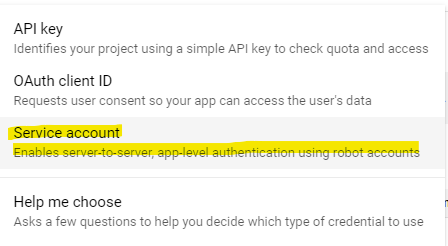 API key
Identifies your project using a simple API key to check quota and access
OAuth client ID
Requests user consent so your app can access the user's data
Service account
Enables server-to-server, app-level authentication using robot accounts
Help me choose
Asks a few questions to help you decide which type of credential to use